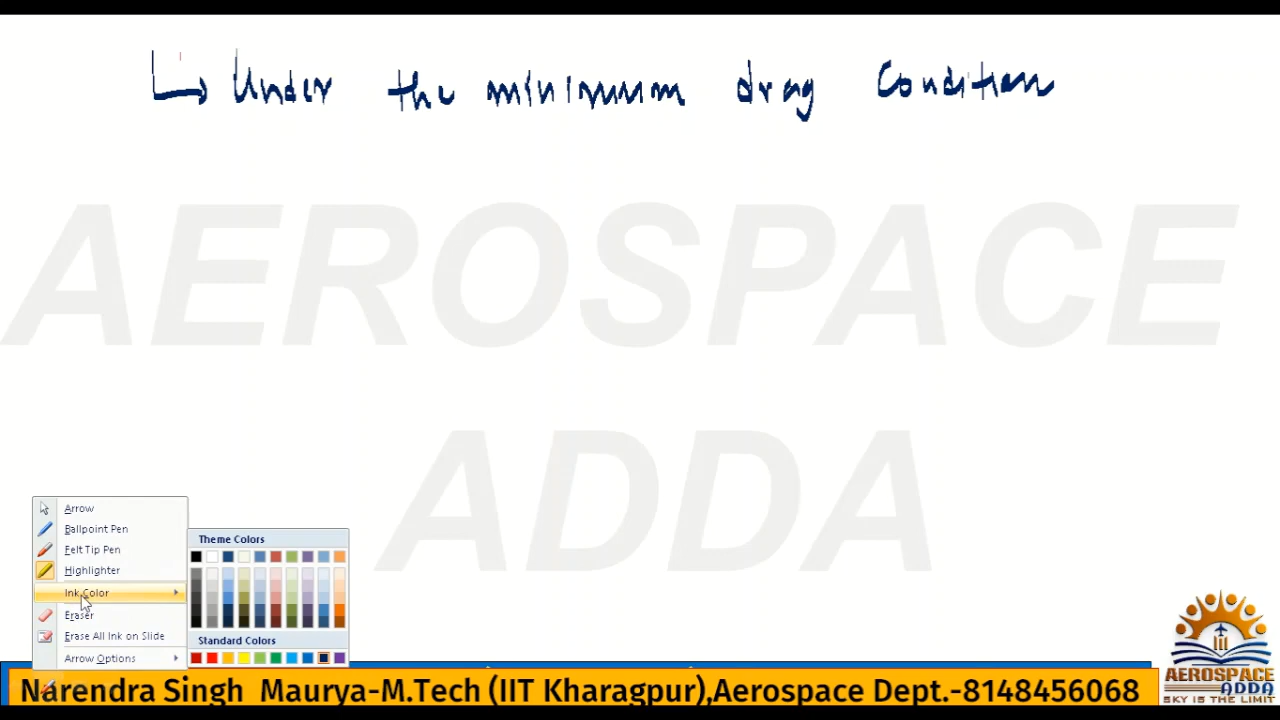 Under the minimum drag Condition
AEROSPACE
ADDA
Arrow
Ballpoint Pen
Felt Tip Pen
Highlighter
Ink Color
Eraser
Erase All Ink on Slide
Arrow Options
Theme Colors
Standard Colors
Narendra Singh Maurya-M.Tech (IIT Kharagpur),Aerospace Dept.-8148456068
AEROSPACE
ADDA
SKY IS THE LIMIT